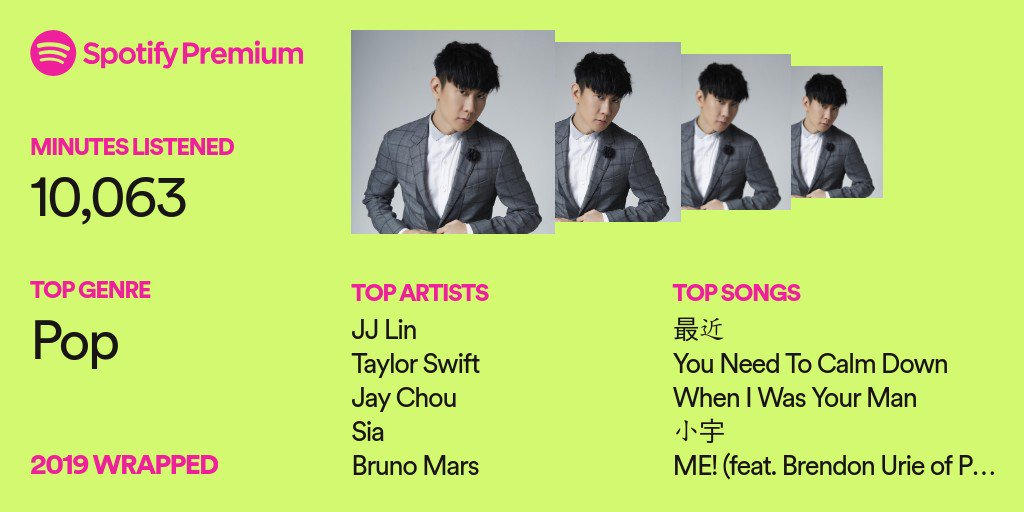 Spotify Premium
MINUTES LISTENED
10,063
TOP GENRE
Pop
2019 WRAPPED
TOP ARTISTS
JJ Lin
Taylor Swift
Jay Chou
Sia
Bruno Mars
TOP SONGS
最近
You Need To Calm Down
When I Was Your Man
小宇
ME! (feat. Brendon Urie of P...